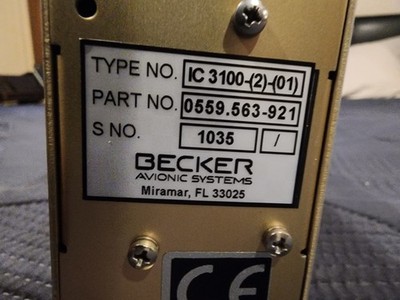 TYPE NO. IC 3100-(2)-(01)
PART NO. 0559.563-921
S NO. 1035 /
BECKER
AVIONIC SYSTEMS
Miramar, FL 33025
CE